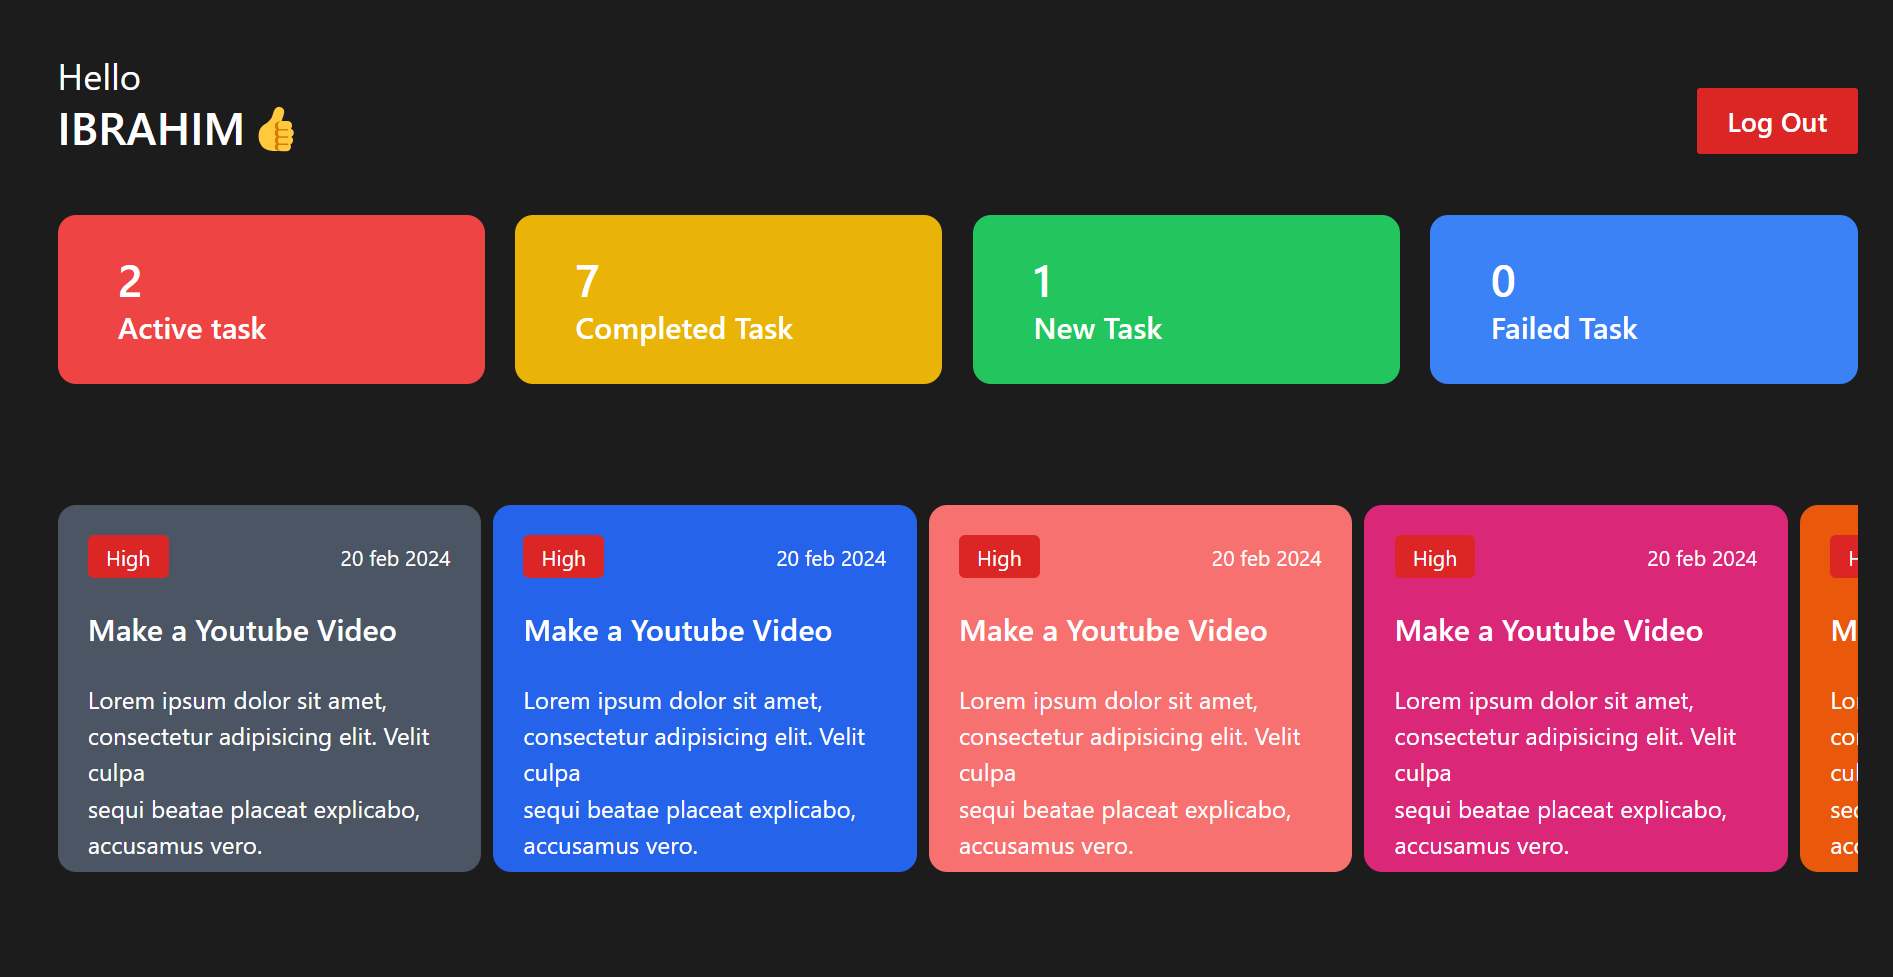 Hello
IBRAHIM 👍
Log Out
2
Active task
7
Completed Task
1
New Task
0
Failed Task
High
20 feb 2024
Make a Youtube Video
Lorem ipsum dolor sit amet,
consectetur adipisicing elit. Velit
culpa
sequi beatae placeat explicabo,
accusamus vero.
High
20 feb 2024
Make a Youtube Video
Lorem ipsum dolor sit amet,
consectetur adipisicing elit. Velit
culpa
sequi beatae placeat explicabo,
accusamus vero.
High
20 feb 2024
Make a Youtube Video
Lorem ipsum dolor sit amet,
consectetur adipisicing elit. Velit
culpa
sequi beatae placeat explicabo,
accusamus vero.
High
20 feb 2024
Make a Youtube Video
Lorem ipsum dolor sit amet,
consectetur adipisicing elit. Velit
culpa
sequi beatae placeat explicabo,
accusamus vero.